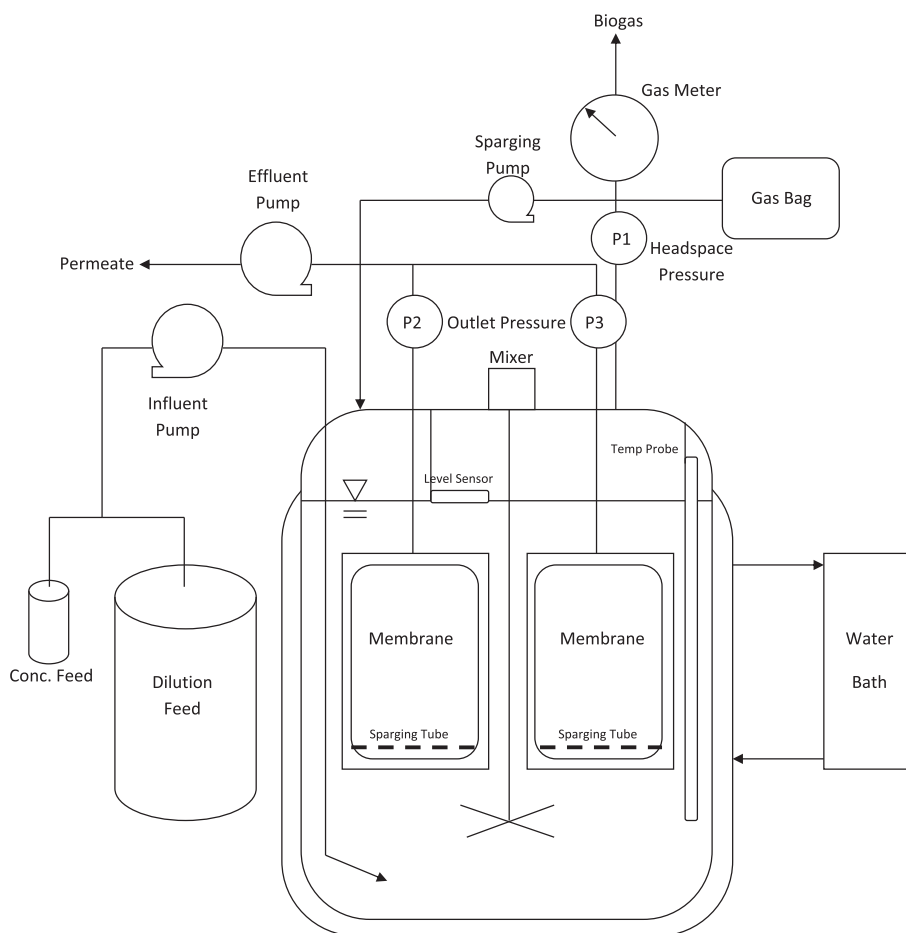 Biogas
Gas Meter
Sparging
Pump
Effluent
Pump
Gas Bag
P1
Headspace
Pressure
Permeate
P2
Outlet Pressure
P3
Mixer
Influent
Pump
Temp Probe
Level Sensor
Membrane
Membrane
Water
Bath
Conc. Feed
Dilution
Feed
Sparging Tube
Sparging Tube